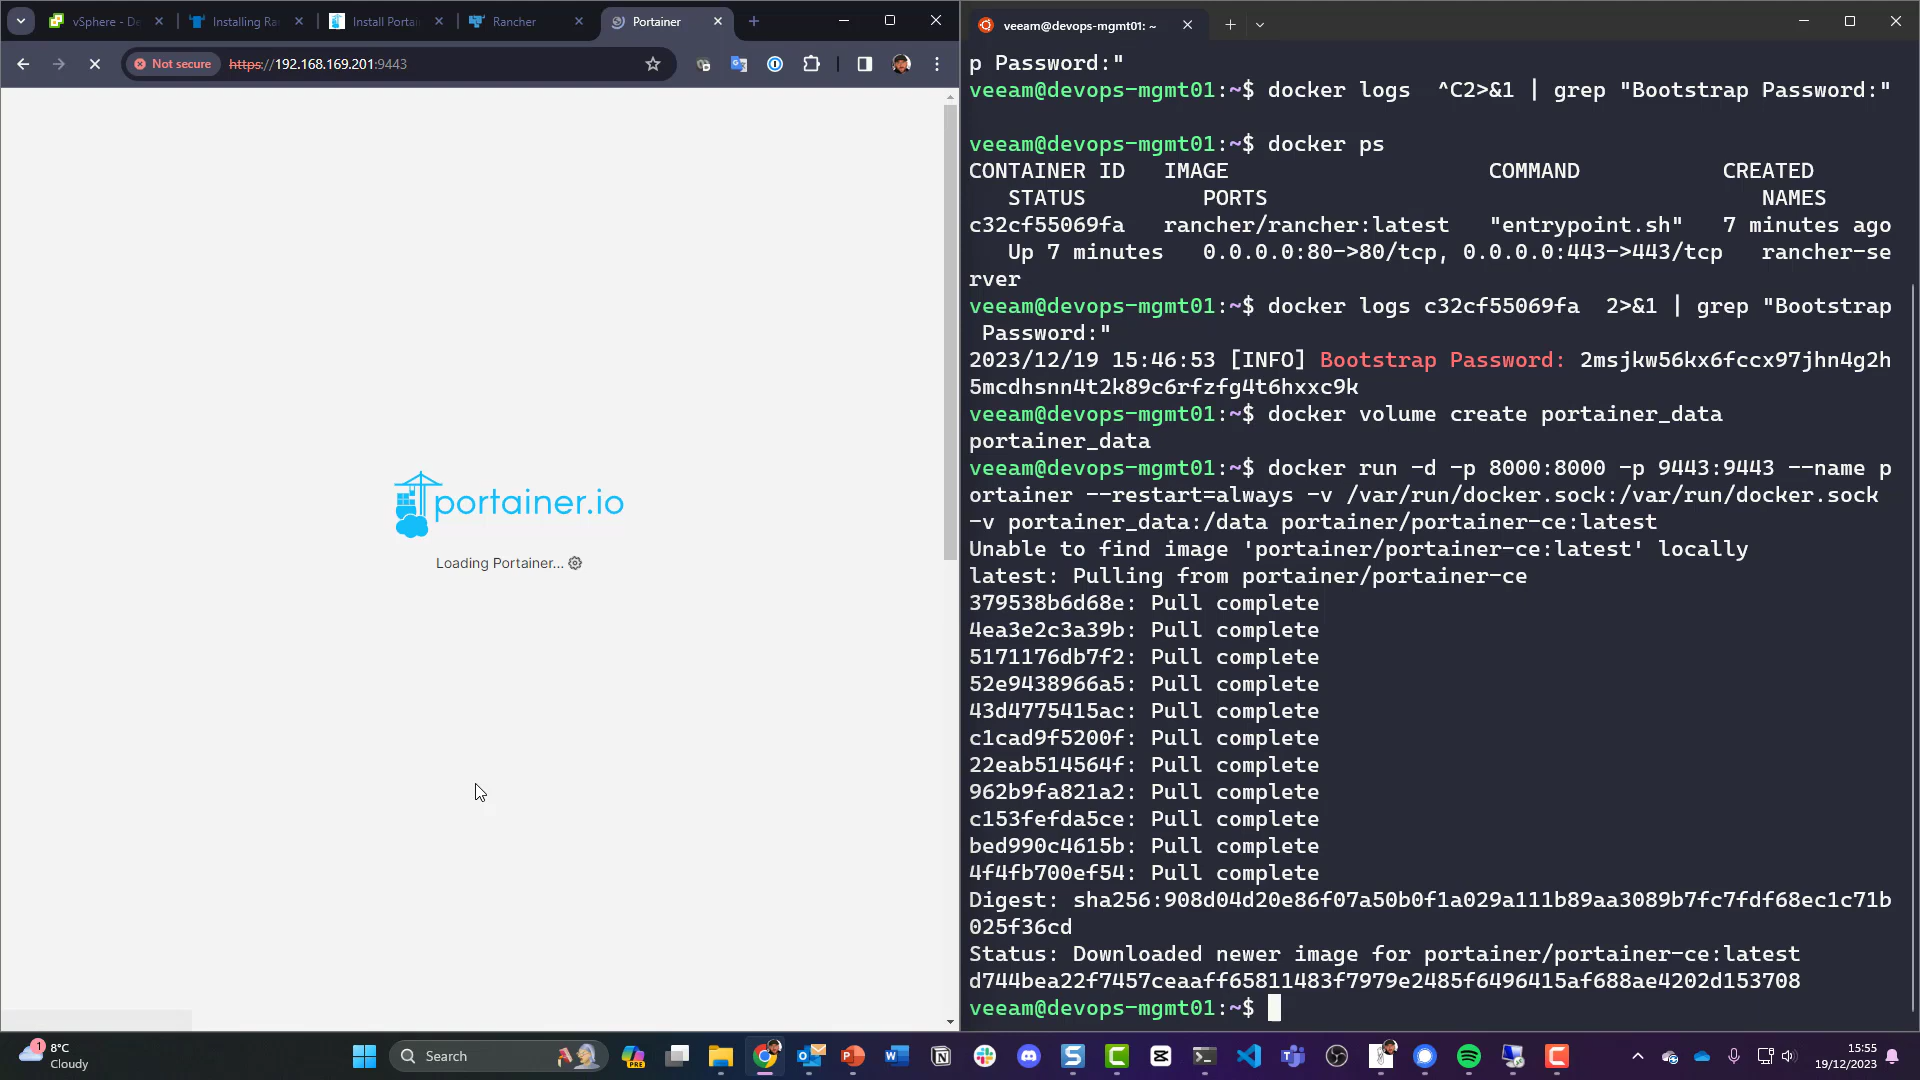 vSphere - De
Installing Ra
Install Portai
Rancher
Portainer
Not secure
https://192.168.169.201:9443
portainer.io
Loading Portainer...
veeam@devops-mgmt01: ~
p Password:"
veeam@devops-mgmt01:~$ docker logs  ^C2>&1 | grep "Bootstrap Password:"
veeam@devops-mgmt01:~$ docker ps
CONTAINER ID   IMAGE                    COMMAND           CREATED
   STATUS         PORTS                                      NAMES
c32cf55069fa   rancher/rancher:latest   "entrypoint.sh"   7 minutes ago
   Up 7 minutes   0.0.0.0:80->80/tcp, 0.0.0.0:443->443/tcp   rancher-se
rver
veeam@devops-mgmt01:~$ docker logs c32cf55069fa  2>&1 | grep "Bootstrap
 Password:"
2023/12/19 15:46:53 [INFO] Bootstrap Password: 2msjkw56kx6fccx97jhn4g2h
5mcdhsnn4t2k89c6rfzfg4t6hxxc9k
veeam@devops-mgmt01:~$ docker volume create portainer_data
portainer_data
veeam@devops-mgmt01:~$ docker run -d -p 8000:8000 -p 9443:9443 --name p
ortainer --restart=always -v /var/run/docker.sock:/var/run/docker.sock
-v portainer_data:/data portainer/portainer-ce:latest
Unable to find image 'portainer/portainer-ce:latest' locally
latest: Pulling from portainer/portainer-ce
379538b6d68e: Pull complete
4ea3e2c3a39b: Pull complete
5171176db7f2: Pull complete
52e9438966a5: Pull complete
43d4775415ac: Pull complete
c1cad9f5200f: Pull complete
22eab514564f: Pull complete
962b9fa821a2: Pull complete
c153fefda5ce: Pull complete
bed990c4615b: Pull complete
4f4fb700ef54: Pull complete
Digest: sha256:908d04d20e86f07a50b0f1a029a111b89aa3089b7fc7fdf68ec1c71b
025f36cd
Status: Downloaded newer image for portainer/portainer-ce:latest
d744bea22f7457ceaaff65811483f7979e2485f6496415af688ae4202d153708
veeam@devops-mgmt01:~$
1
8°C
Cloudy
Search
PRE
15:55
19/12/2023